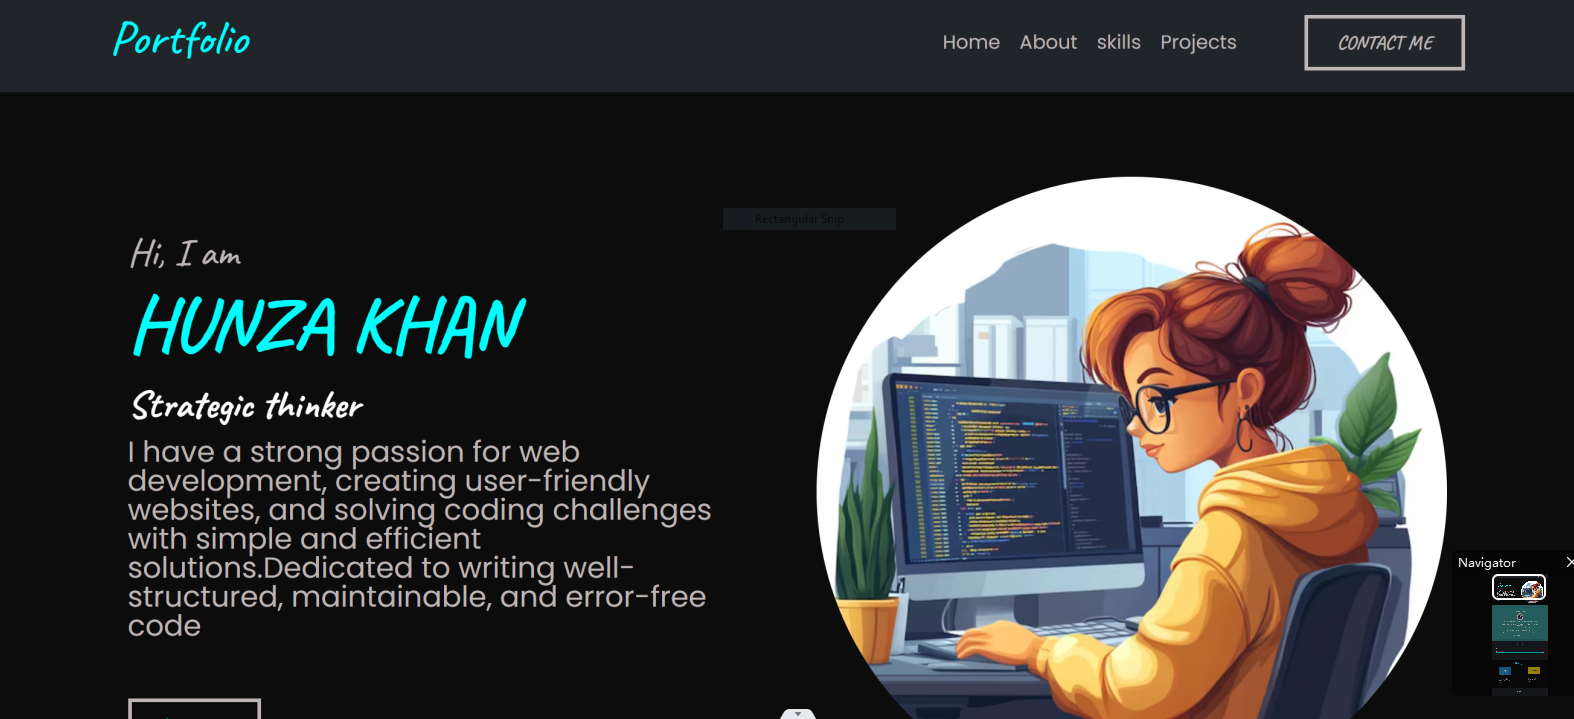 Portfolio
Home About skills Projects
CONTACT ME
Rectangular Snip
Hi, I am
HUNZA KHAN
Strategic thinker
I have a strong passion for web
development, creating user-friendly
websites, and solving coding challenges
with simple and efficient
solutions.Dedicated to writing well-
structured, maintainable, and error-free
code
Navigator